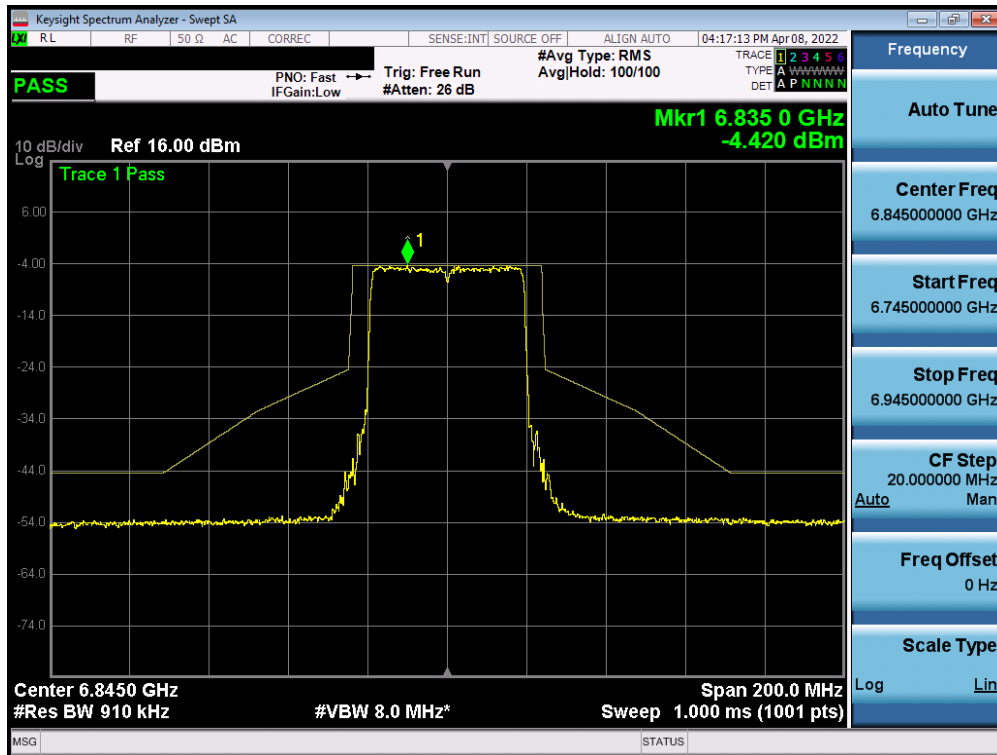 Keysight Spectrum Analyzer - Swept SA
LXI RL RF 50 Ω AC CORREC SENSE:INT SOURCE OFF ALIGN AUTO 04:17:13 PM Apr 08, 2022
PASS
PNO: Fast
IFGain:Low
Trig: Free Run
#Atten: 26 dB
#Avg Type: RMS
Avg|Hold: 100/100
TRACE 1 2 3 4 5 6
TYPE A WWWWWW
DET A P N N N N
Mkr1 6.835 0 GHz
-4.420 dBm
10 dB/div Ref 16.00 dBm
Log
Trace 1 Pass
1
6.00
-4.00
-14.0
-24.0
-34.0
-44.0
-54.0
-64.0
-74.0
Center 6.8450 GHz Span 200.0 MHz
#Res BW 910 kHz #VBW 8.0 MHz* Sweep 1.000 ms (1001 pts)
MSG STATUS
Frequency
Auto Tune
Center Freq
6.845000000 GHz
Start Freq
6.745000000 GHz
Stop Freq
6.945000000 GHz
CF Step
20.000000 MHz
Auto Man
Freq Offset
0 Hz
Scale Type
Log Lin